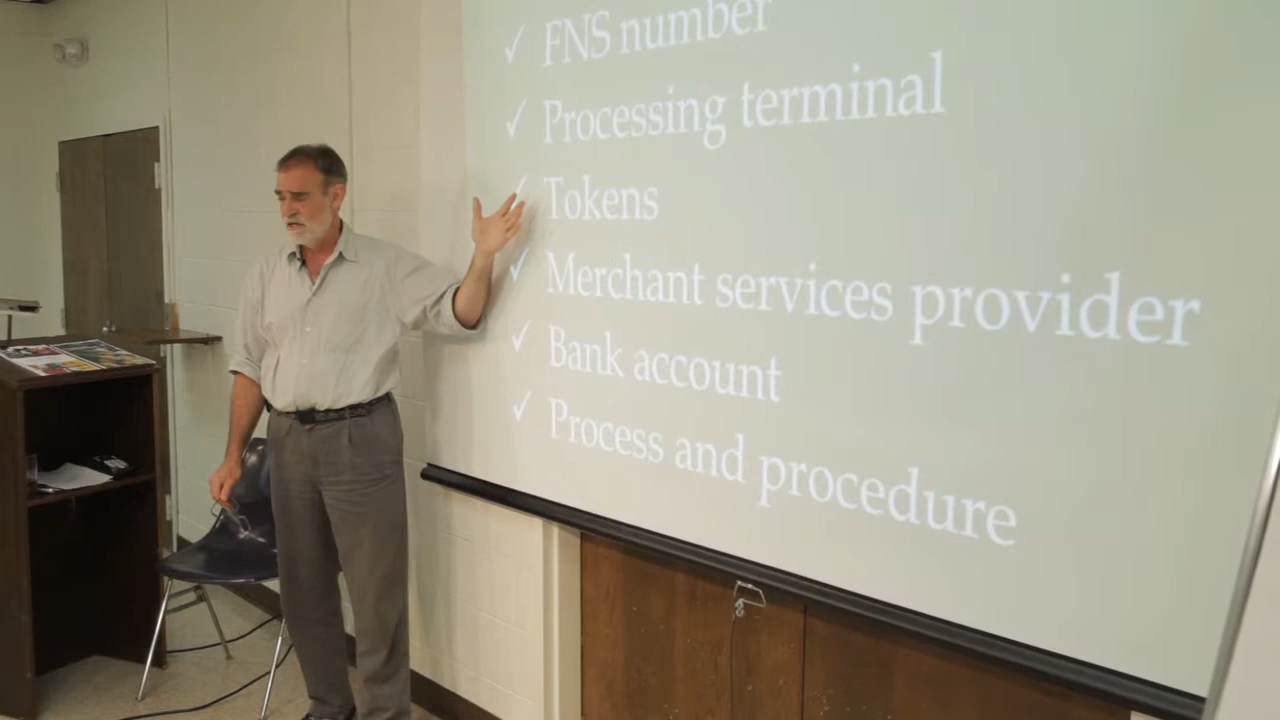 ✓ FNS number
✓ Processing terminal
✓ Tokens
✓ Merchant services provider
✓ Bank account
✓ Process and procedure